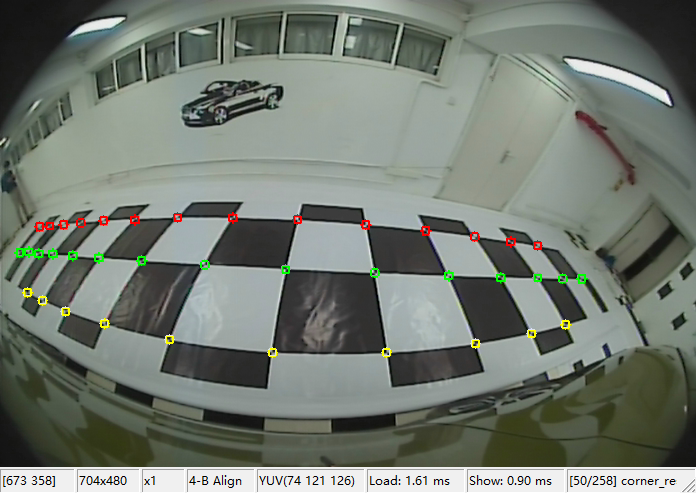 [673 358] 704x480 x1 4-B Align YUV(74 121 126) Load: 1.61 ms Show: 0.90 ms [50/258] corner_re